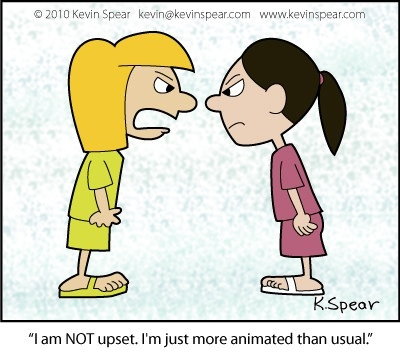 © 2010 Kevin Spear kevin@kevinspear.com www.kevinspear.com
K.Spear
“I am NOT upset. I'm just more animated than usual.”